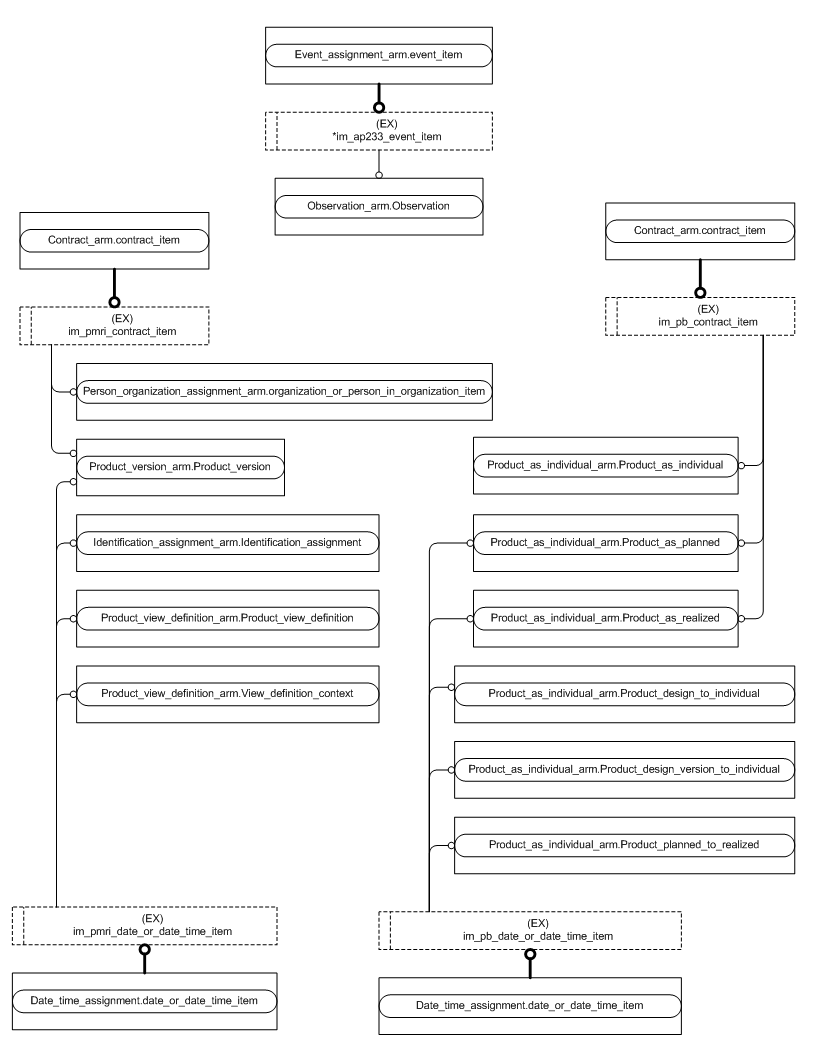 Event_assignment_arm.event_item
(EX)
*im_ap233_event_item
Observation_arm.Observation
Contract_arm.contract_item
(EX)
im_pmri_contract_item
Contract_arm.contract_item
(EX)
im_pb_contract_item
Person_organization_assignment_arm.organization_or_person_in_organization_item
Product_version_arm.Product_version
Identification_assignment_arm.Identification_assignment
Product_view_definition_arm.Product_view_definition
Product_view_definition_arm.View_definition_context
Product_as_individual_arm.Product_as_individual
Product_as_individual_arm.Product_as_planned
Product_as_individual_arm.Product_as_realized
Product_as_individual_arm.Product_design_to_individual
Product_as_individual_arm.Product_design_version_to_individual
Product_as_individual_arm.Product_planned_to_realized
(EX)
im_pmri_date_or_date_time_item
Date_time_assignment.date_or_date_time_item
(EX)
im_pb_date_or_date_time_item
Date_time_assignment.date_or_date_time_item